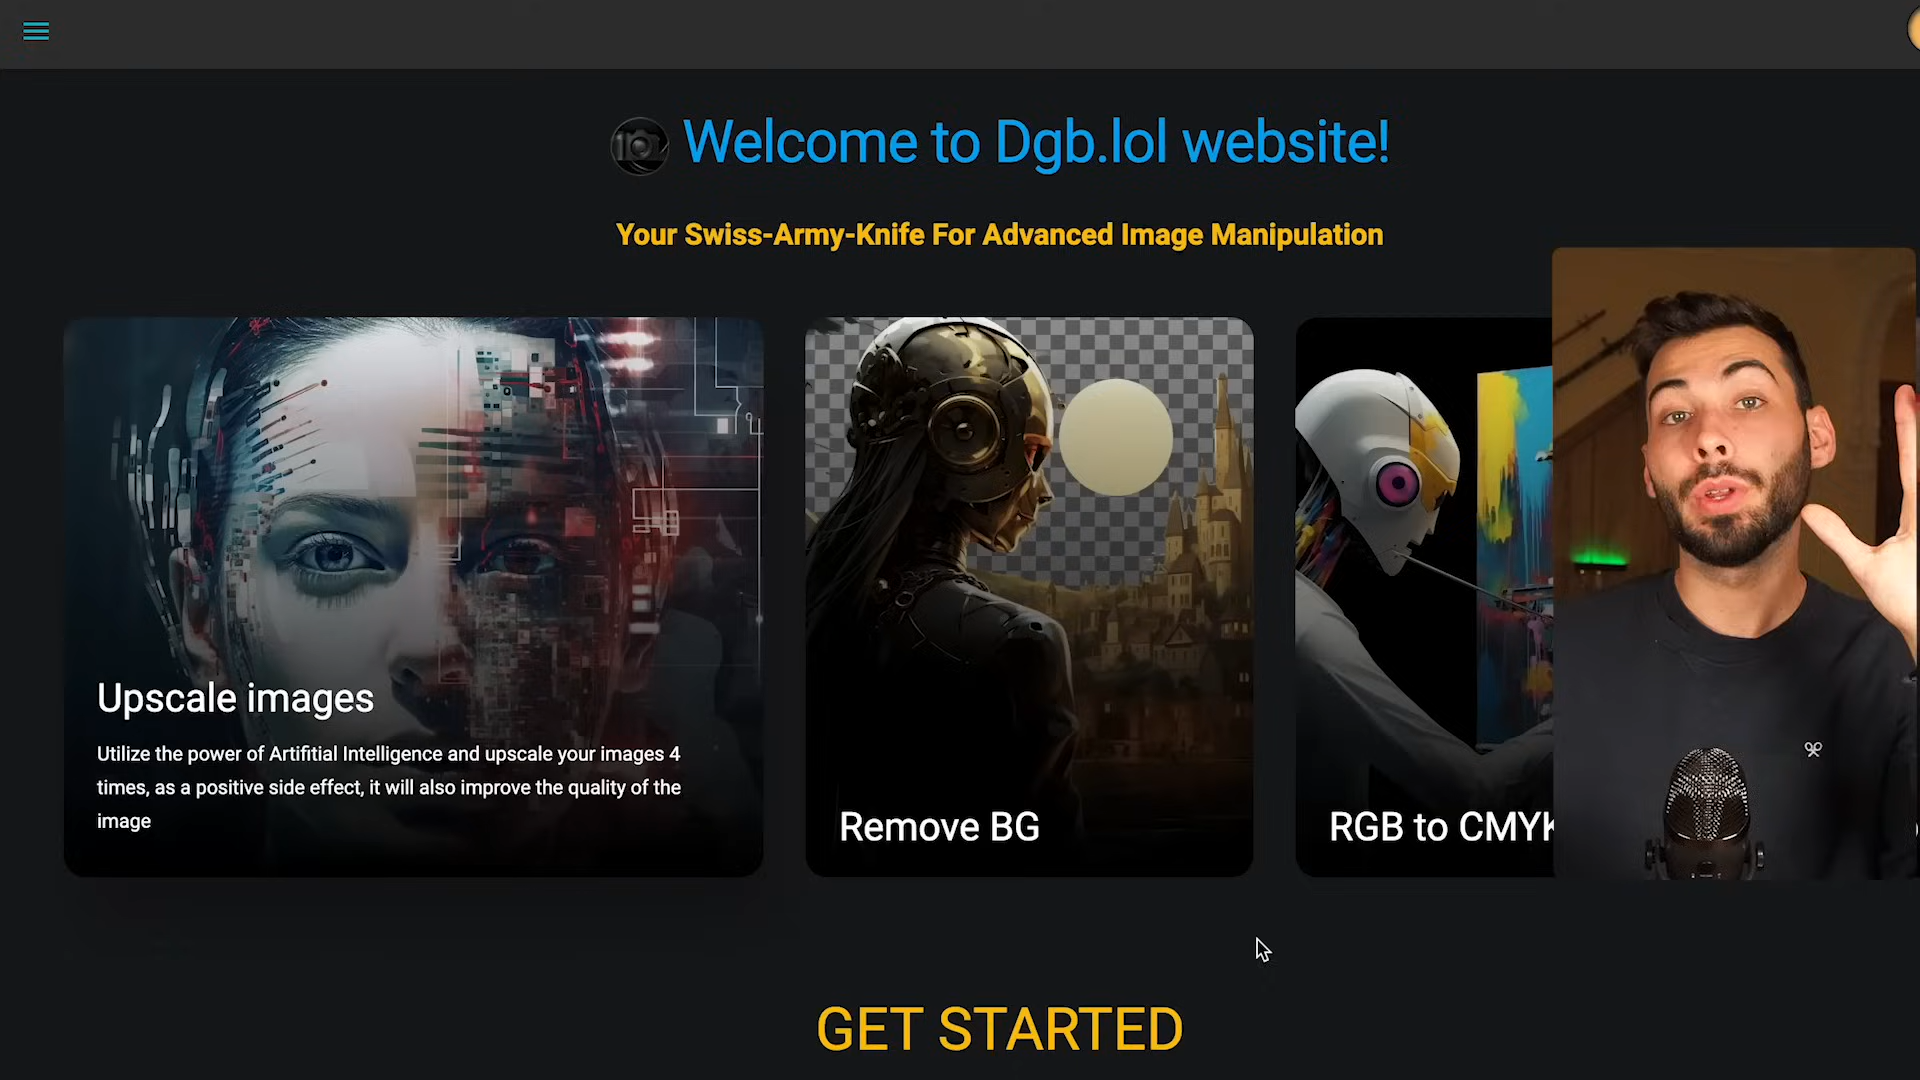 Welcome to Dgb.lol website!
Your Swiss-Army-Knife For Advanced Image Manipulation
Upscale images
Utilize the power of Artifitial Intelligence and upscale your images 4
times, as a positive side effect, it will also improve the quality of the
image
Remove BG
RGB to CMYK
GET STARTED